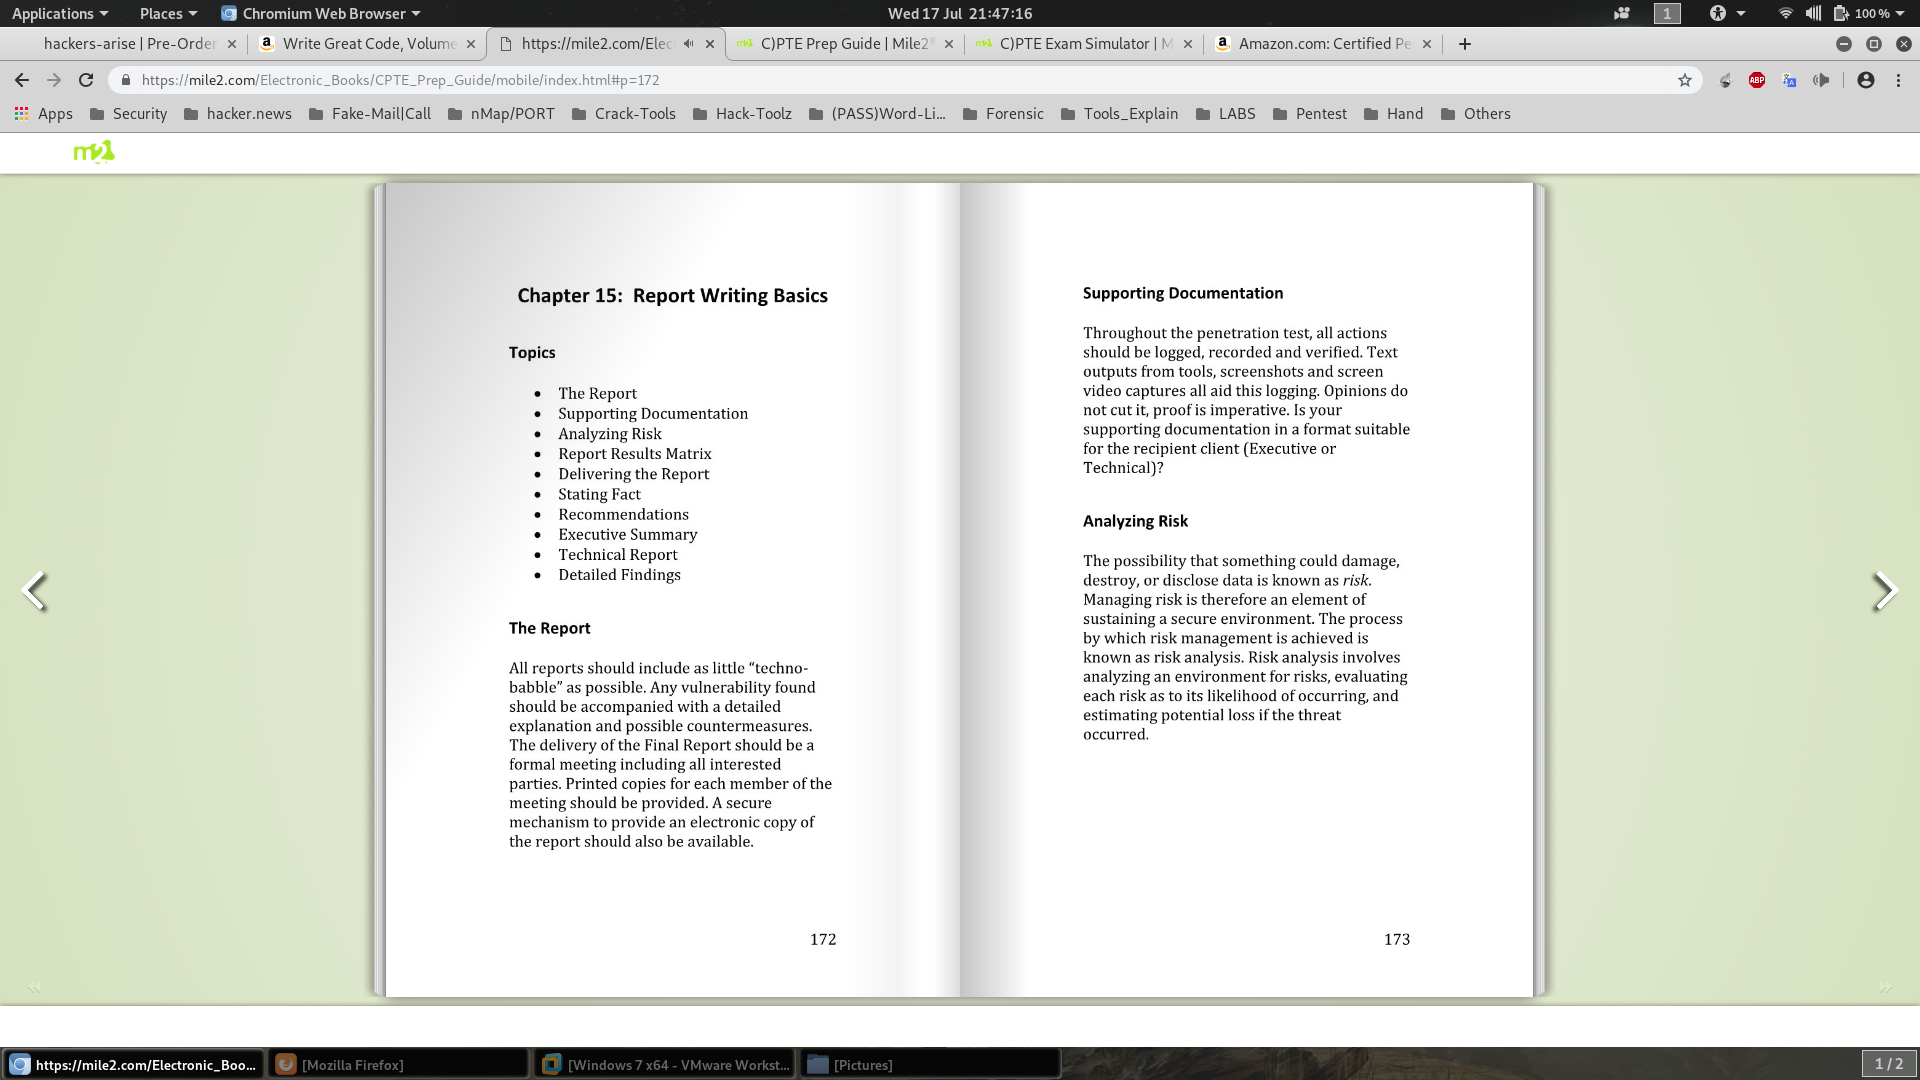 Applications Places Chromium Web Browser Wed 17 Jul 21:47:16 1 100 %
hackers-arise | Pre-Order Write Great Code, Volume https://mile2.com/Elec C)PTE Prep Guide | Mile2® C)PTE Exam Simulator | M Amazon.com: Certified Pe
https://mile2.com/Electronic_Books/CPTE_Prep_Guide/mobile/index.html#p=172 ABP
Apps Security hacker.news Fake-Mail|Call nMap/PORT Crack-Tools Hack-Toolz (PASS)Word-Li... Forensic Tools_Explain LABS Pentest Hand Others
m2
Chapter 15: Report Writing Basics
Topics
• The Report
• Supporting Documentation
• Analyzing Risk
• Report Results Matrix
• Delivering the Report
• Stating Fact
• Recommendations
• Executive Summary
• Technical Report
• Detailed Findings
The Report
All reports should include as little “techno-
babble” as possible. Any vulnerability found
should be accompanied with a detailed
explanation and possible countermeasures.
The delivery of the Final Report should be a
formal meeting including all interested
parties. Printed copies for each member of the
meeting should be provided. A secure
mechanism to provide an electronic copy of
the report should also be available.
172
Supporting Documentation
Throughout the penetration test, all actions
should be logged, recorded and verified. Text
outputs from tools, screenshots and screen
video captures all aid this logging. Opinions do
not cut it, proof is imperative. Is your
supporting documentation in a format suitable
for the recipient client (Executive or
Technical)?
Analyzing Risk
The possibility that something could damage,
destroy, or disclose data is known as risk.
Managing risk is therefore an element of
sustaining a secure environment. The process
by which risk management is achieved is
known as risk analysis. Risk analysis involves
analyzing an environment for risks, evaluating
each risk as to its likelihood of occurring, and
estimating potential loss if the threat
occurred.
173
https://mile2.com/Electronic_Boo... [Mozilla Firefox] [Windows 7 x64 - VMware Workst... [Pictures] 1 / 2